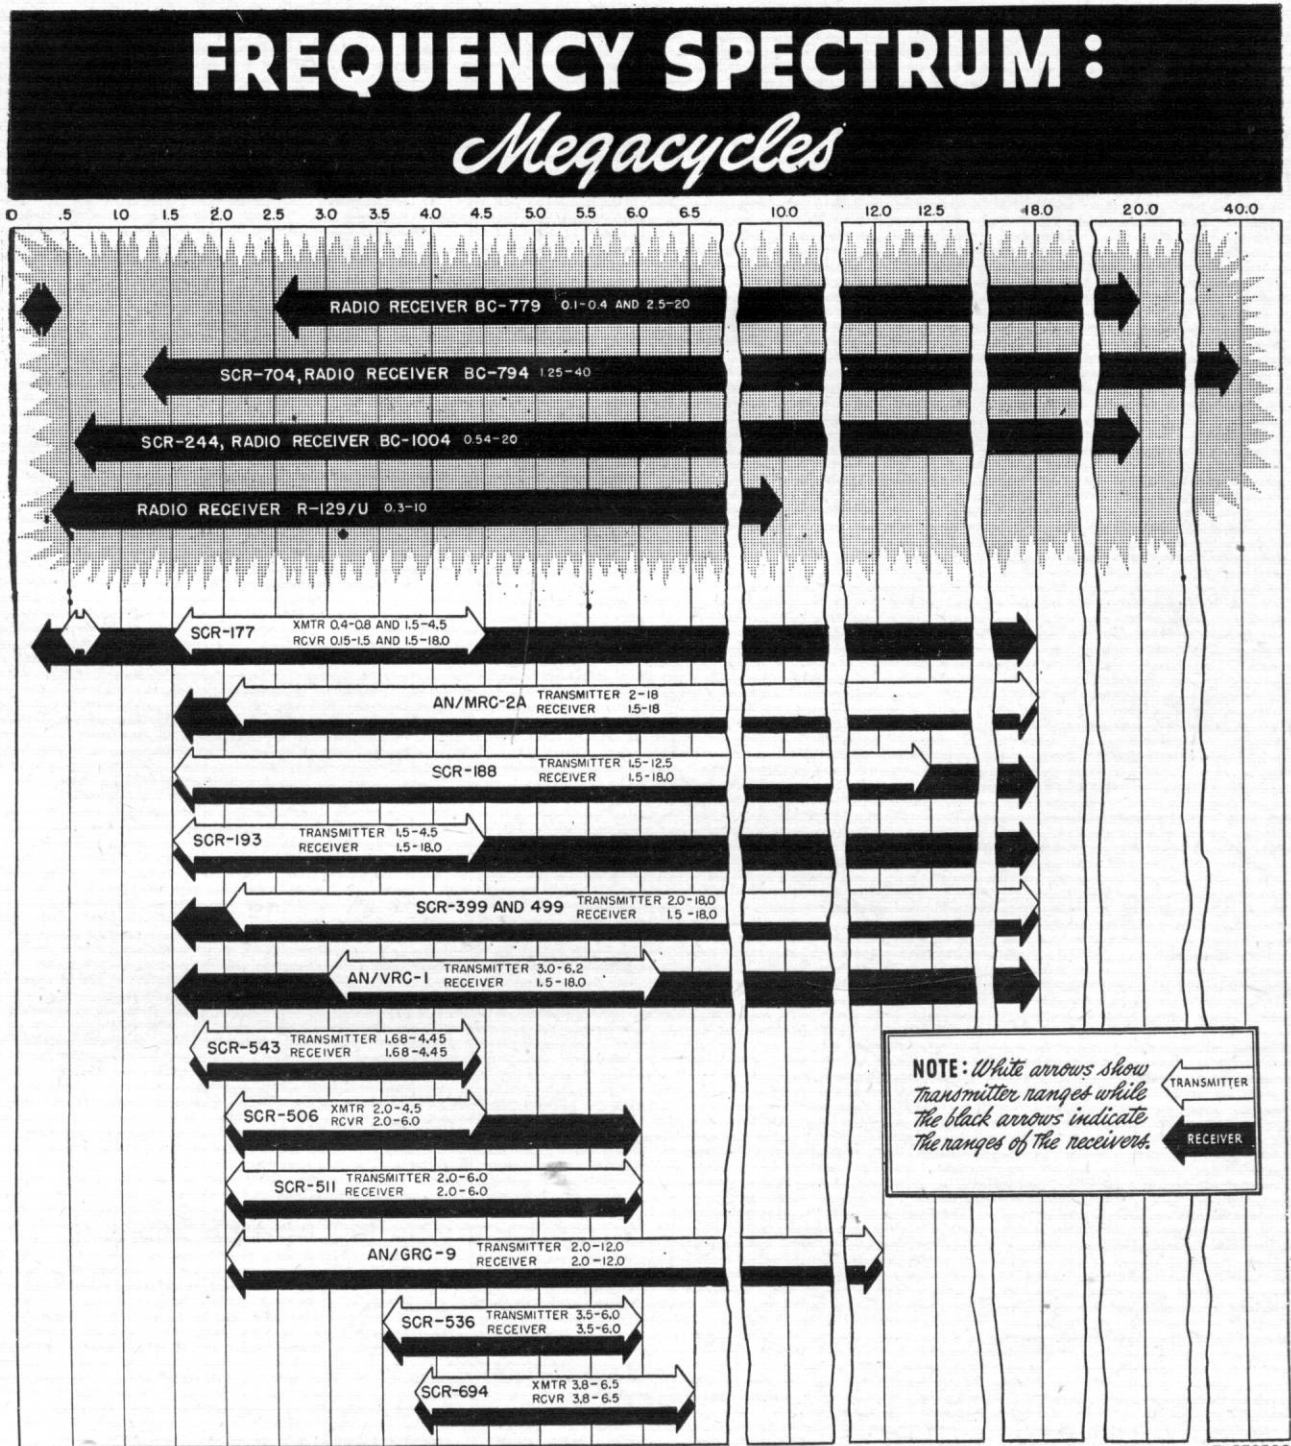 FREQUENCY SPECTRUM:
Megacycles
0 .5 1.0 1.5 2.0 2.5 3.0 3.5 4.0 4.5 5.0 5.5 6.0 6.5 10.0 12.0 12.5 18.0 20.0 40.0
RADIO RECEIVER BC-779 0.1-0.4 AND 2.5-20
SCR-704, RADIO RECEIVER BC-794 1.25-40
SCR-244, RADIO RECEIVER BC-1004 0.54-20
RADIO RECEIVER R-129/U 0.3-10
SCR-177 XMTR 0.4-0.8 AND 1.5-4.5
RCVR 0.15-1.5 AND 1.5-18.0
AN/MRC-2A TRANSMITTER 2-18
RECEIVER 1.5-18
SCR-188 TRANSMITTER 1.5-12.5
RECEIVER 1.5-18.0
SCR-193 TRANSMITTER 1.5-4.5
RECEIVER 1.5-18.0
SCR-399 AND 499 TRANSMITTER 2.0-18.0
RECEIVER 1.5-18.0
AN/VRC-1 TRANSMITTER 3.0-6.2
RECEIVER 1.5-18.0
SCR-543 TRANSMITTER 1.68-4.45
RECEIVER 1.68-4.45
SCR-506 XMTR 2.0-4.5
RCVR 2.0-6.0
SCR-511 TRANSMITTER 2.0-6.0
RECEIVER 2.0-6.0
AN/GRC-9 TRANSMITTER 2.0-12.0
RECEIVER 2.0-12.0
SCR-536 TRANSMITTER 3.5-6.0
RECEIVER 3.5-6.0
SCR-694 XMTR 3.8-6.5
RCVR 3.8-6.5
NOTE: White arrows show
Transmitter ranges while
The black arrows indicate
The ranges of The receivers.
TRANSMITTER
RECEIVER